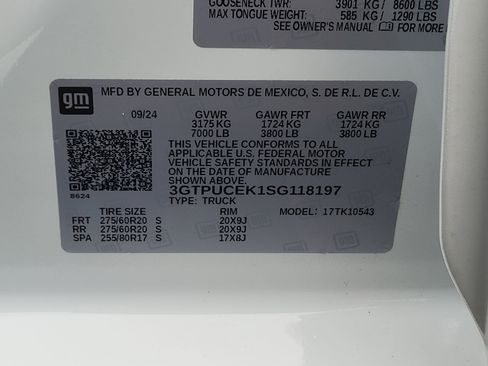 GOOSENECK TWR: 3901 KG / 8600 LBS
MAX TONGUE WEIGHT: 585 KG / 1290 LBS
SEE OWNER'S MANUAL FOR MORE
gm
MFD BY GENERAL MOTORS DE MEXICO, S. DE R.L. DE C.V.
09/24 GVWR GAWR FRT GAWR RR
3175 KG 1724 KG 1724 KG
7000 LB 3800 LB 3800 LB
THIS VEHICLE CONFORMS TO ALL
APPLICABLE U.S. FEDERAL MOTOR
VEHICLE SAFETY STANDARDS IN EFFECT
ON THE DATE OF MANUFACTURE
SHOWN ABOVE.
8624
3GTPUCEK1SG118197
TYPE: TRUCK MODEL: 17TK10543
TIRE SIZE RIM
FRT 275/60R20 S 20X9J
RR 275/60R20 S 20X9J
SPA 255/80R17 S 17X8J